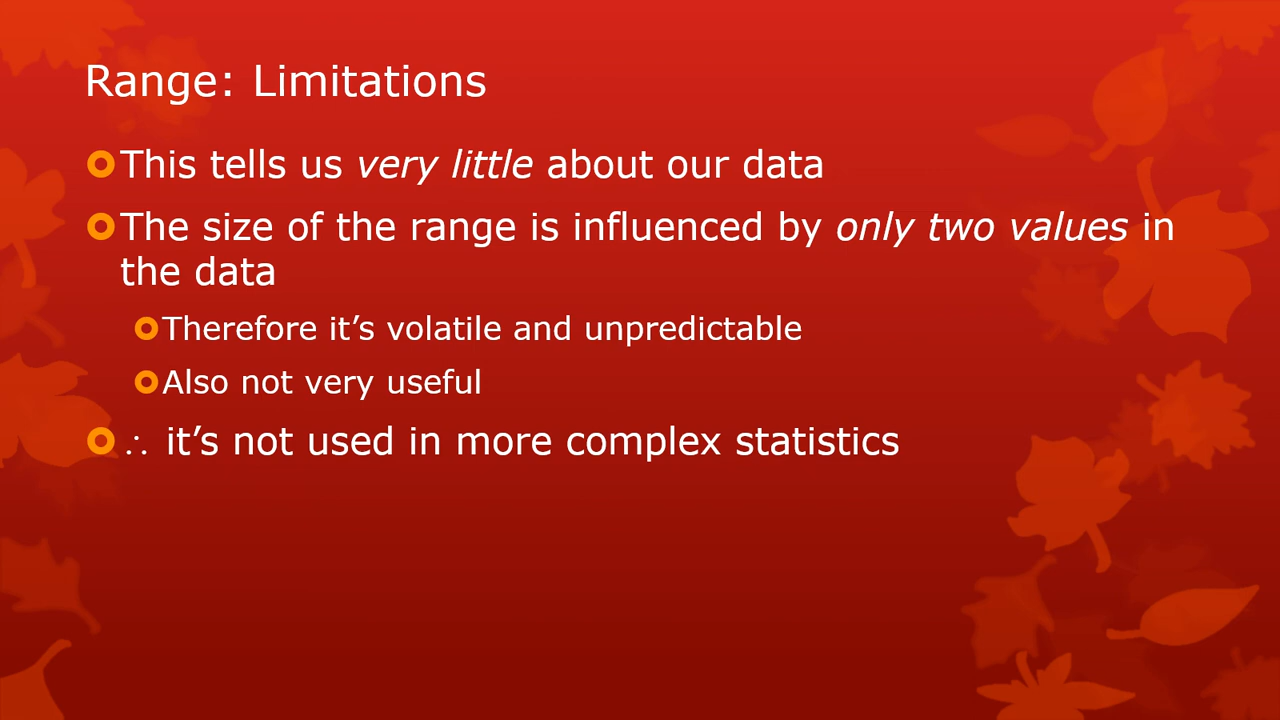 Range: Limitations
This tells us very little about our data
The size of the range is influenced by only two values in
the data
Therefore it’s volatile and unpredictable
Also not very useful
∴ it’s not used in more complex statistics